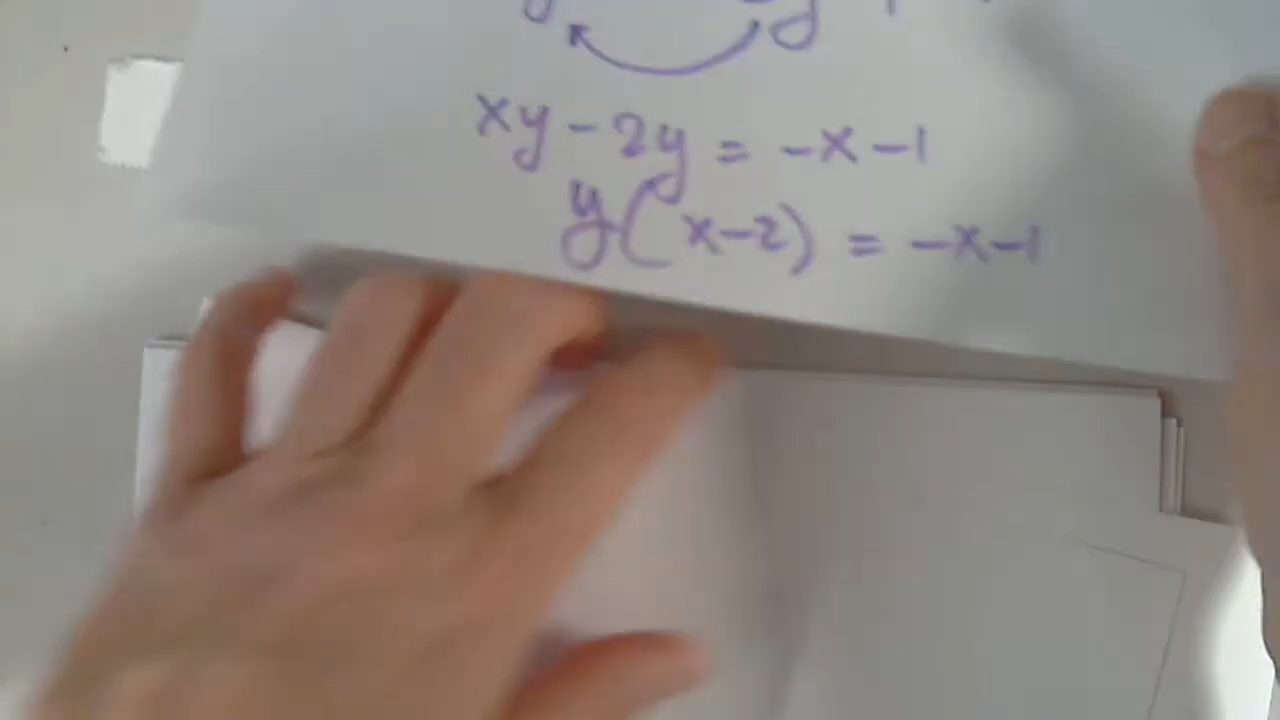 xy - 2y = -x - 1
y(x - 2) = -x - 1